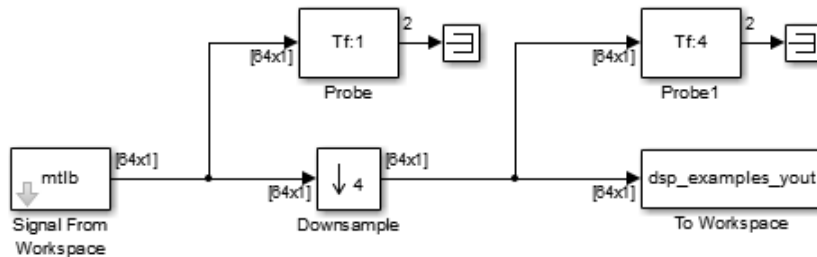 2
2
Tf:1
Tf:4
[64x1]
[64x1]
Probe
Probe1
[64x1]
[64x1]
mtlb
4
dsp_examples_yout
[64x1]
[64x1]
Signal From
Workspace
Downsample
To Workspace